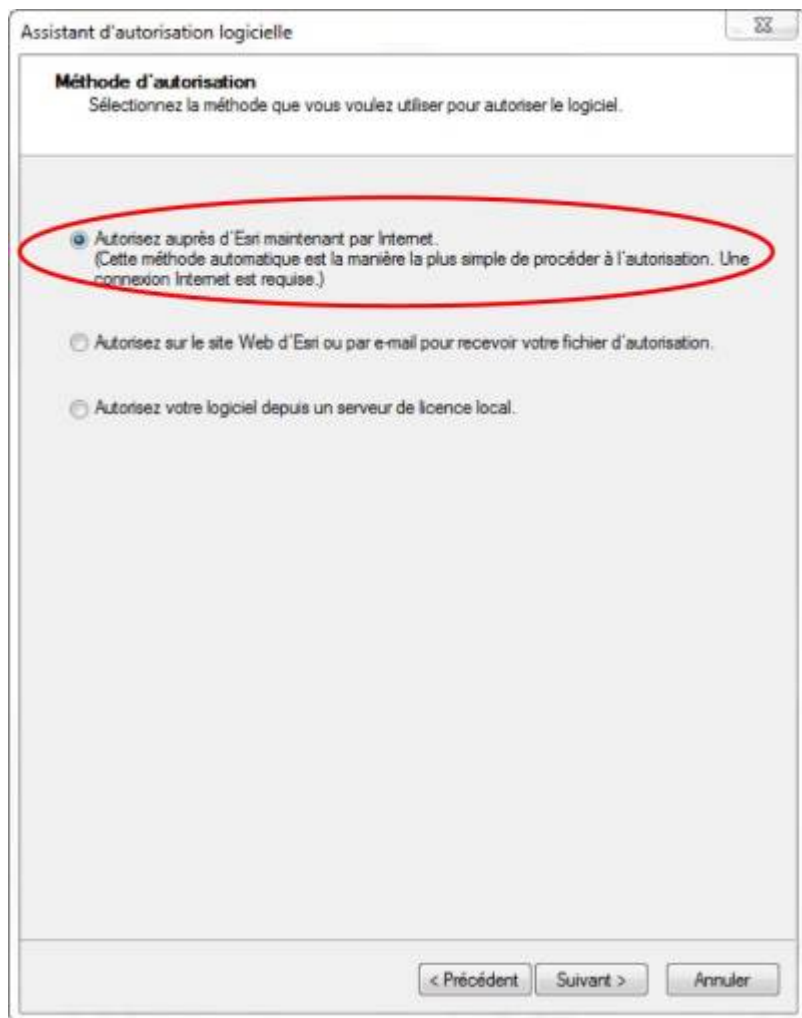 Assistant d'autorisation logicielle
Méthode d'autorisation
Sélectionnez la méthode que vous voulez utiliser pour autoriser le logiciel.
Autorisez auprès d'Esri maintenant par Internet.
(Cette méthode automatique est la manière la plus simple de procéder à l'autorisation. Une
connexion Internet est requise.)
Autorisez sur le site Web d'Esri ou par e-mail pour recevoir votre fichier d'autorisation.
Autorisez votre logiciel depuis un serveur de licence local.
< Précédent Suivant > Annuler